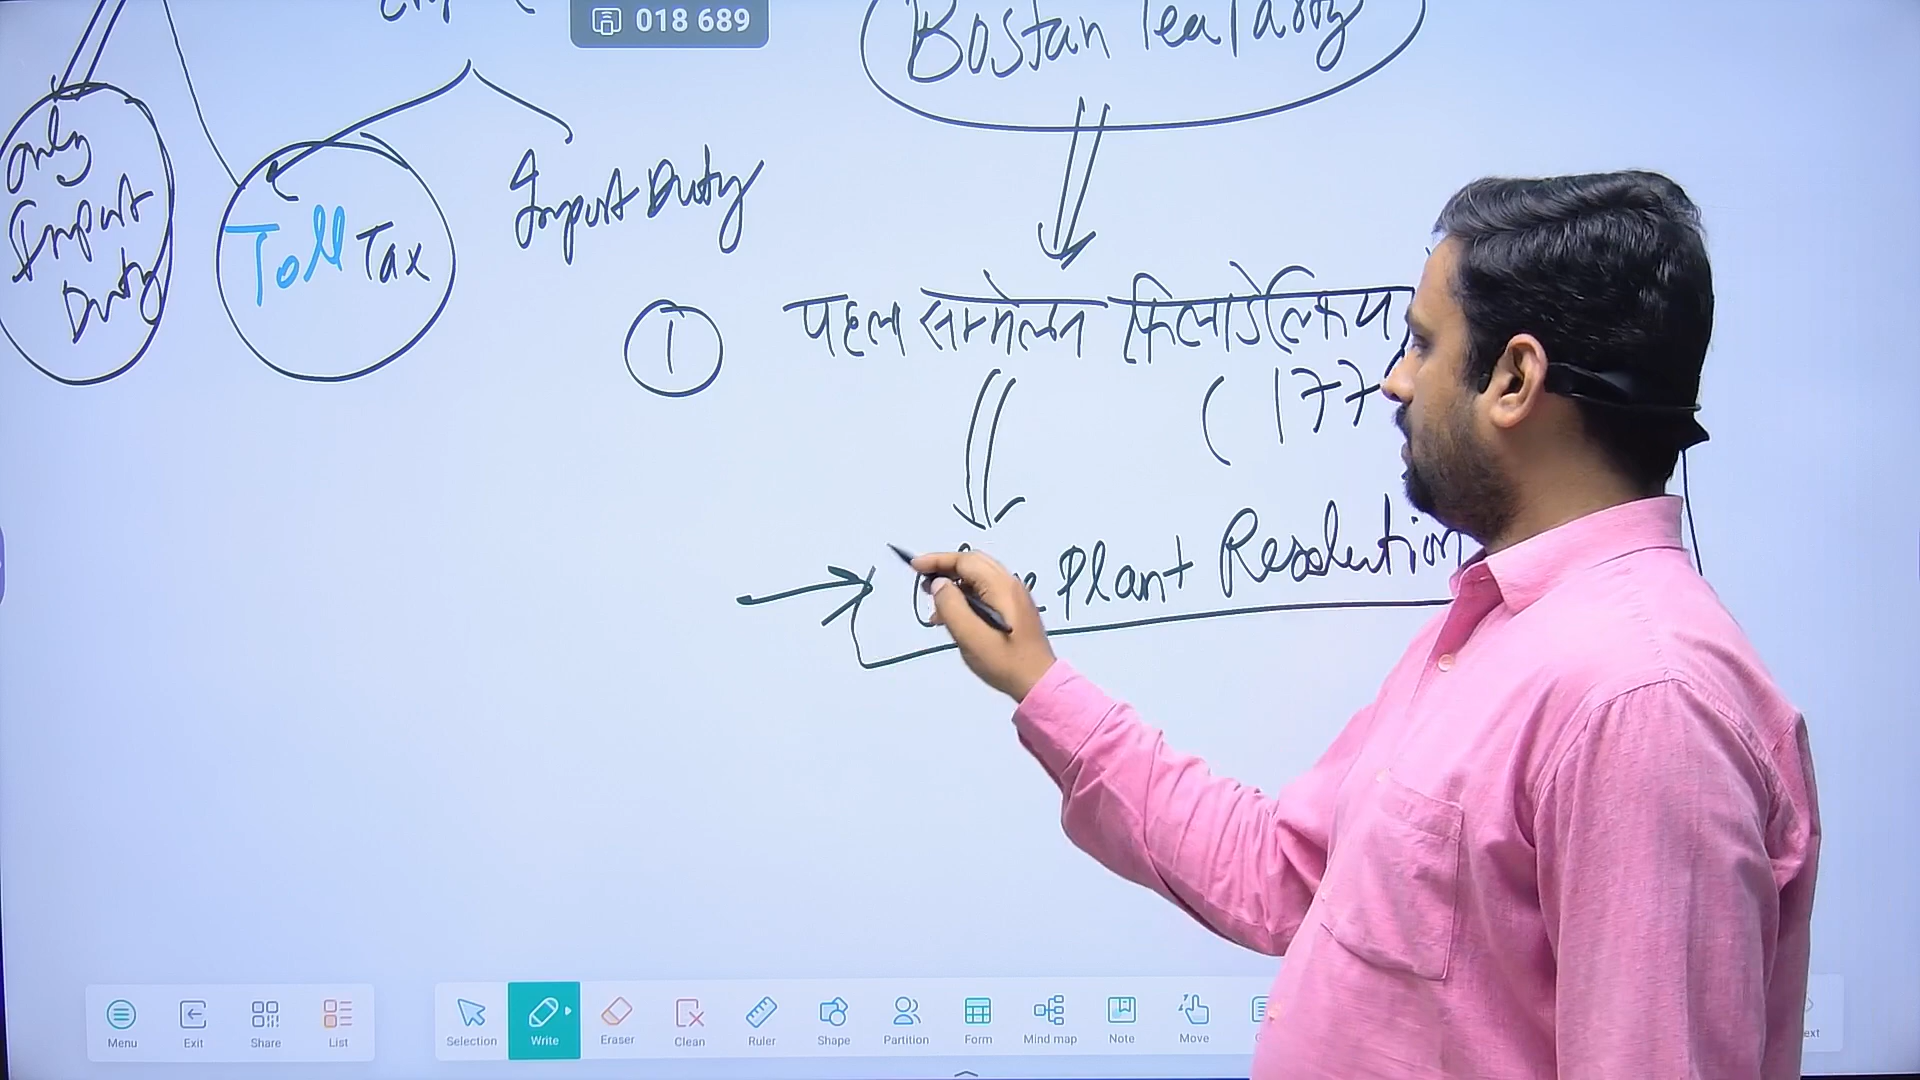 018 689
Bostan Tea Party
only
Import
Duty
Toll Tax
Import Duty
1
पहला सम्मेलन फिलाडेल्फिया
(177
Plant Resolution
Menu
Exit
Share
List
Selection
Write
Eraser
Clean
Ruler
Shape
Partition
Form
Mind map
Note
Move